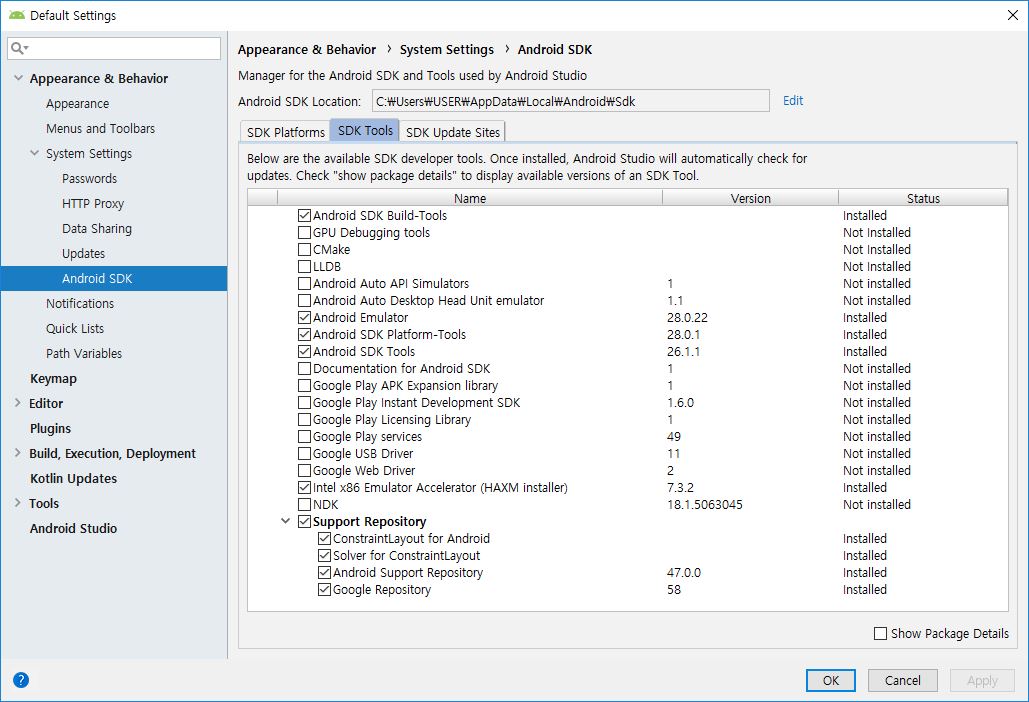 Default Settings
Appearance & Behavior
Appearance
Menus and Toolbars
System Settings
Passwords
HTTP Proxy
Data Sharing
Updates
Android SDK
Notifications
Quick Lists
Path Variables
Keymap
Editor
Plugins
Build, Execution, Deployment
Kotlin Updates
Tools
Android Studio
Appearance & Behavior › System Settings › Android SDK
Manager for the Android SDK and Tools used by Android Studio
Android SDK Location: C:₩Users₩USER₩AppData₩Local₩Android₩Sdk Edit
SDK Platforms SDK Tools SDK Update Sites
Below are the available SDK developer tools. Once installed, Android Studio will automatically check for
updates. Check "show package details" to display available versions of an SDK Tool.
Name Version Status
Android SDK Build-Tools Installed
GPU Debugging tools Not Installed
CMake Not Installed
LLDB Not Installed
Android Auto API Simulators 1 Not installed
Android Auto Desktop Head Unit emulator 1.1 Not installed
Android Emulator 28.0.22 Installed
Android SDK Platform-Tools 28.0.1 Installed
Android SDK Tools 26.1.1 Installed
Documentation for Android SDK 1 Not installed
Google Play APK Expansion library 1 Not installed
Google Play Instant Development SDK 1.6.0 Not installed
Google Play Licensing Library 1 Not installed
Google Play services 49 Not installed
Google USB Driver 11 Not installed
Google Web Driver 2 Not installed
Intel x86 Emulator Accelerator (HAXM installer) 7.3.2 Installed
NDK 18.1.5063045 Not installed
Support Repository
ConstraintLayout for Android Installed
Solver for ConstraintLayout Installed
Android Support Repository 47.0.0 Installed
Google Repository 58 Installed
Show Package Details
? OK Cancel Apply